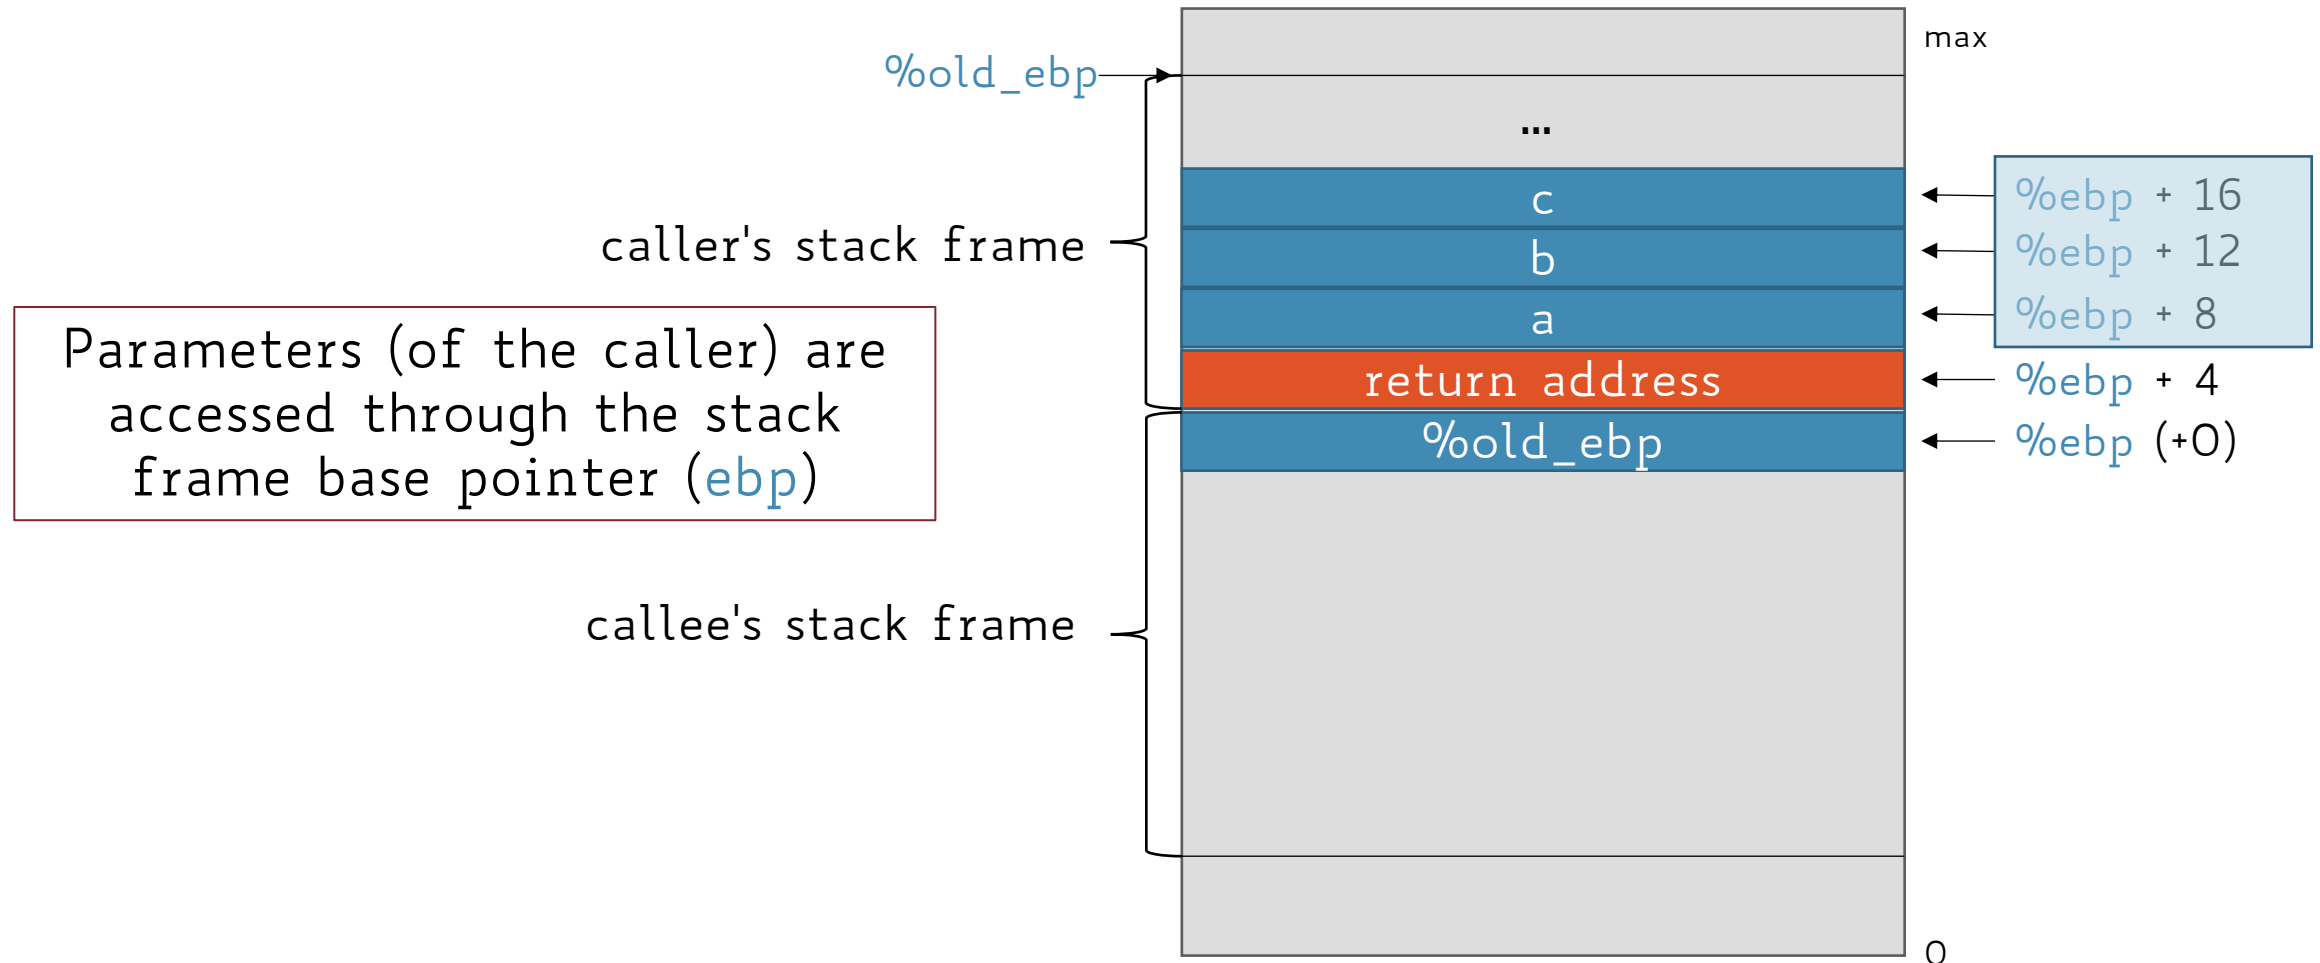 max
%old_ebp
...
c
%ebp + 16
caller's stack frame
b
%ebp + 12
a
%ebp + 8
Parameters (of the caller) are
accessed through the stack
frame base pointer (ebp)
return address
%ebp + 4
%old_ebp
%ebp (+0)
callee's stack frame
0